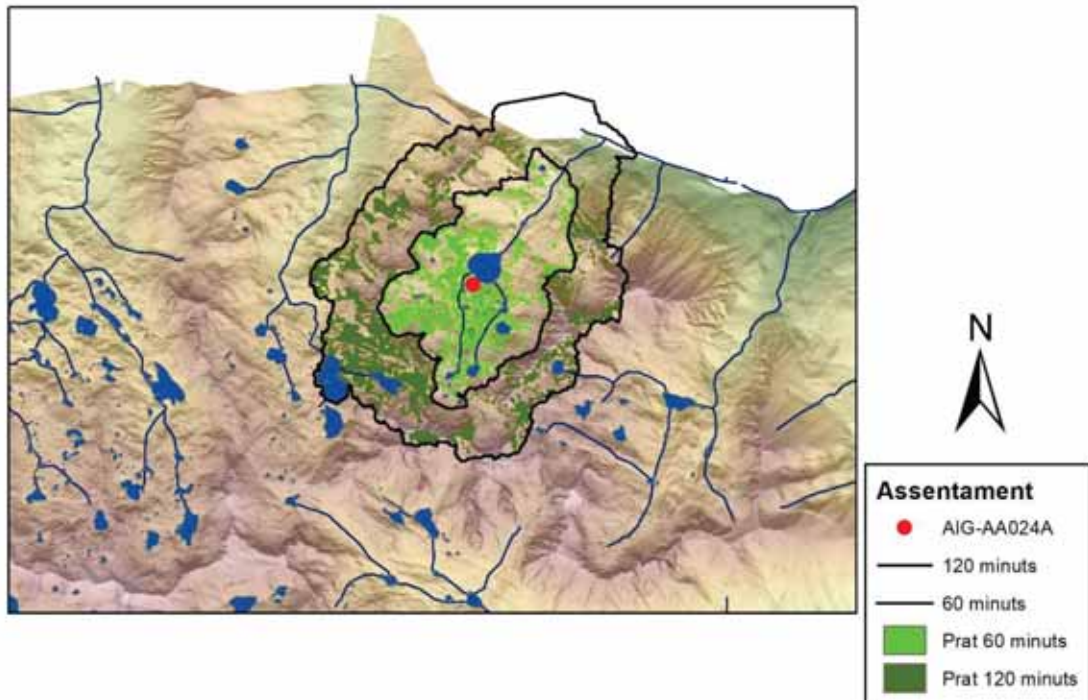 N
Assentament
AIG-AA024A
120 minuts
60 minuts
Prat 60 minuts
Prat 120 minuts